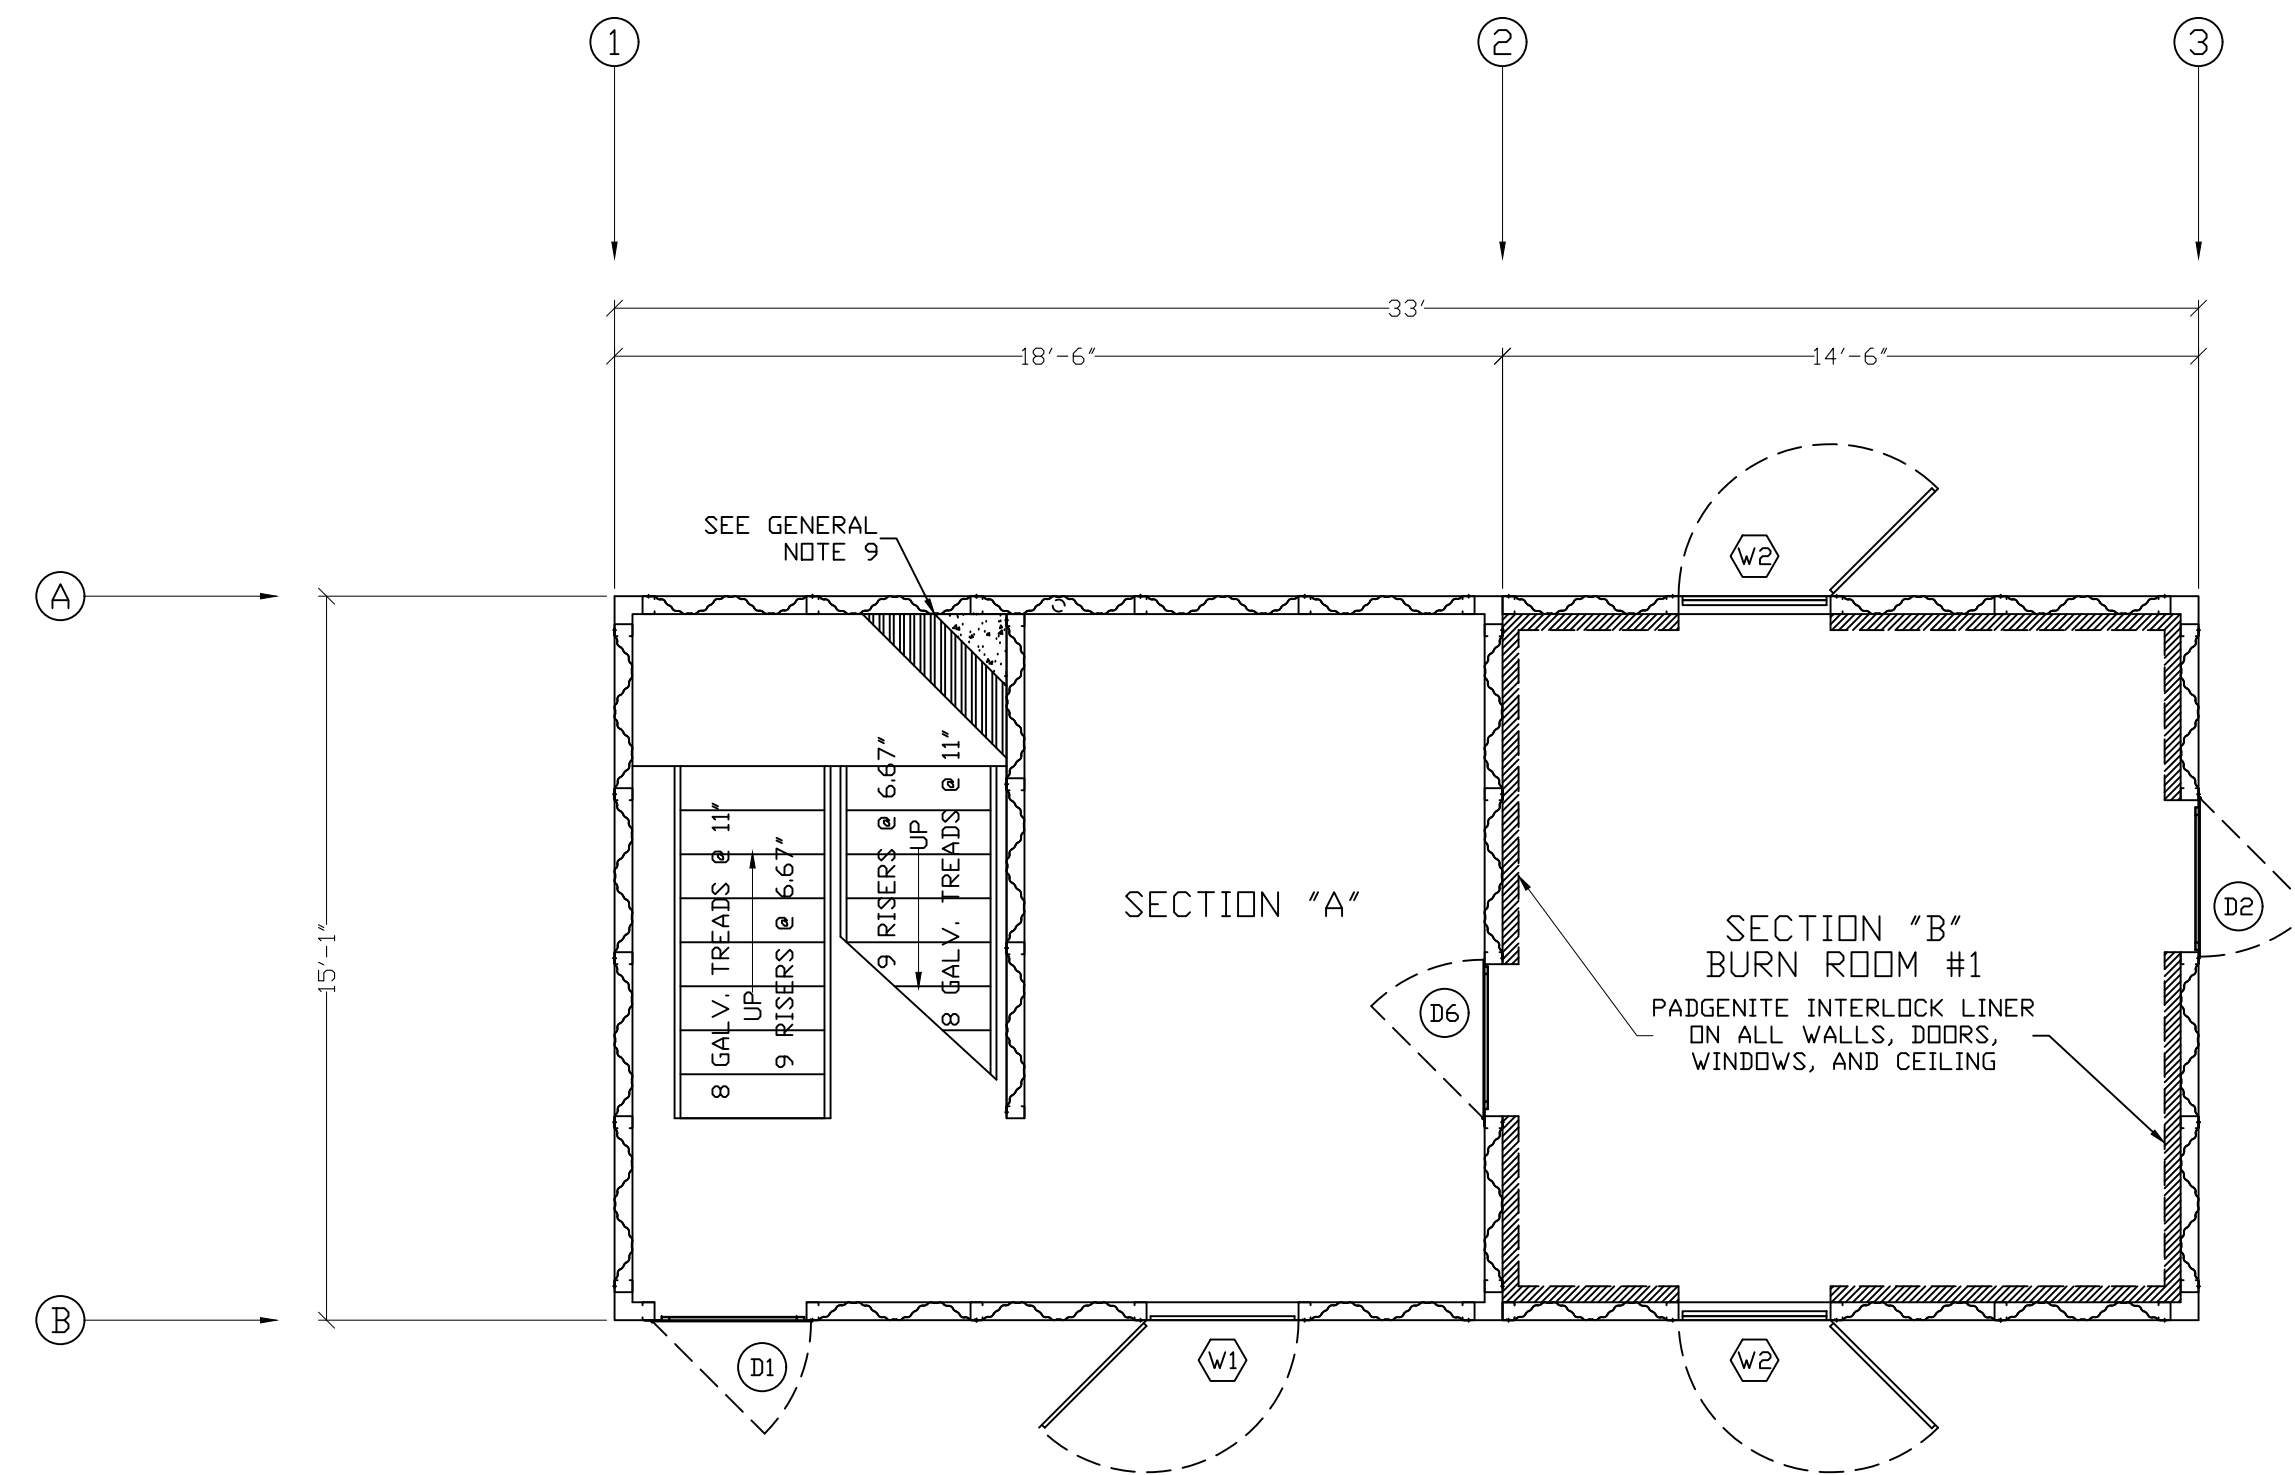 1
2
3
33'
18'-6"
14'-6"
SEE GENERAL
NOTE 9
W2
A
15'-1"
8 GALV. TREADS @ 11"
UP
9 RISERS @ 6.67"
9 RISERS @ 6.67"
UP
8 GALV. TREADS @ 11"
SECTION "A"
D6
SECTION "B"
BURN ROOM #1
PADGENITE INTERLOCK LINER
ON ALL WALLS, DOORS,
WINDOWS, AND CEILING
D2
B
D1
W1
W2